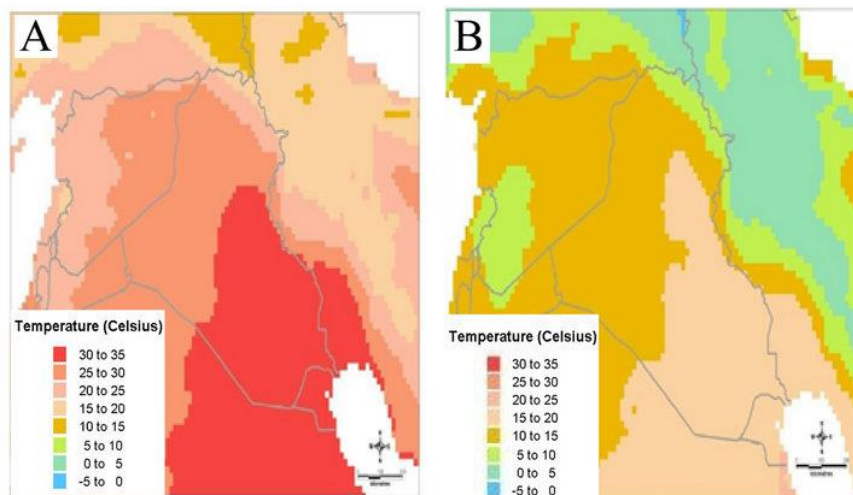 A
Temperature (Celsius)
30 to 35
25 to 30
20 to 25
15 to 20
10 to 15
5 to 10
0 to 5
-5 to 0
B
Temperature (Celsius)
30 to 35
25 to 30
20 to 25
15 to 20
10 to 15
5 to 10
0 to 5
-5 to 0